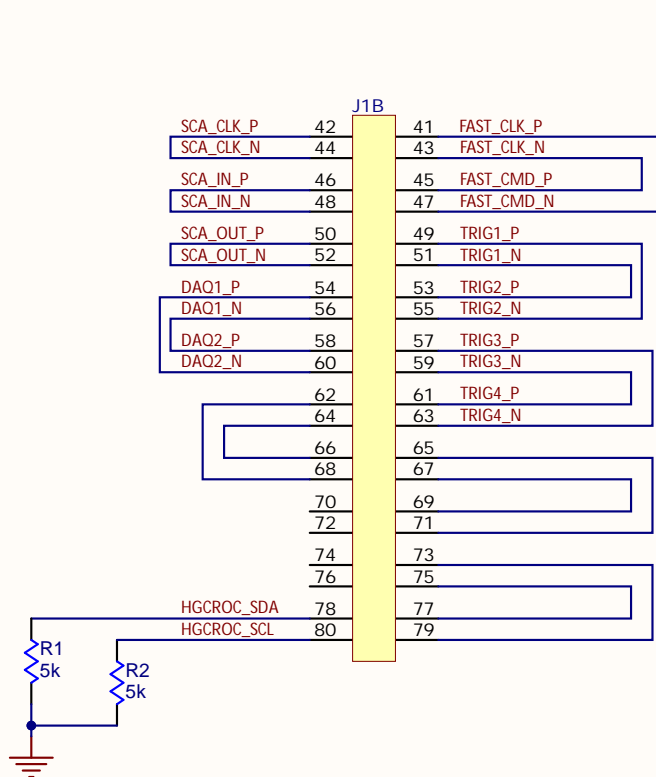 J1B
SCA_CLK_P 42 41 FAST_CLK_P
SCA_CLK_N 44 43 FAST_CLK_N
SCA_IN_P 46 45 FAST_CMD_P
SCA_IN_N 48 47 FAST_CMD_N
SCA_OUT_P 50 49 TRIG1_P
SCA_OUT_N 52 51 TRIG1_N
DAQ1_P 54 53 TRIG2_P
DAQ1_N 56 55 TRIG2_N
DAQ2_P 58 57 TRIG3_P
DAQ2_N 60 59 TRIG3_N
62 61 TRIG4_P
64 63 TRIG4_N
66 65
68 67
70 69
72 71
74 73
76 75
HGCROC_SDA 78 77
HGCROC_SCL 80 79
R1
5k
R2
5k